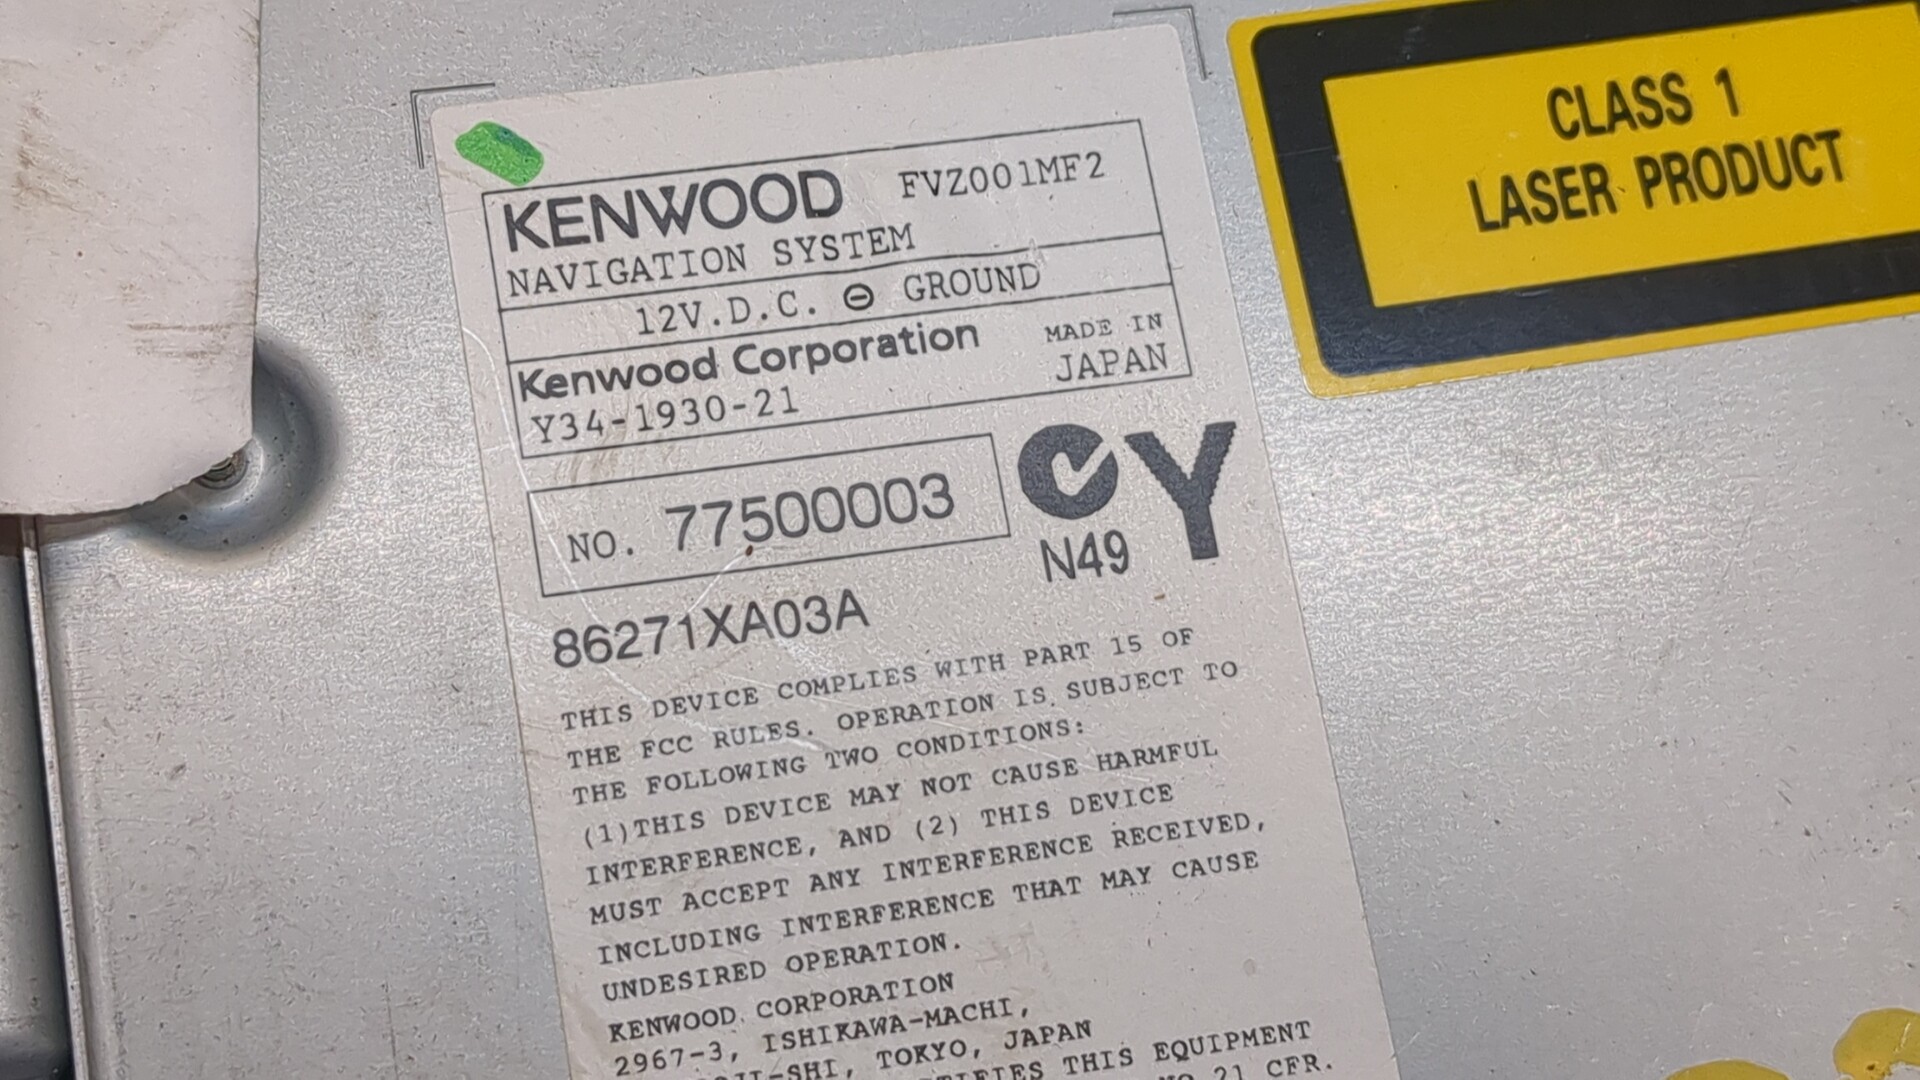 KENWOOD FVZ001MF2
NAVIGATION SYSTEM
12V.D.C. ⊖ GROUND
Kenwood Corporation MADE IN
Y34-1930-21 JAPAN
NO. 77500003
N49
Y
86271XA03A
THIS DEVICE COMPLIES WITH PART 15 OF
THE FCC RULES. OPERATION IS SUBJECT TO
THE FOLLOWING TWO CONDITIONS:
(1)THIS DEVICE MAY NOT CAUSE HARMFUL
INTERFERENCE, AND (2) THIS DEVICE
MUST ACCEPT ANY INTERFERENCE RECEIVED,
INCLUDING INTERFERENCE THAT MAY CAUSE
UNDESIRED OPERATION.
KENWOOD CORPORATION
2967-3, ISHIKAWA-MACHI,
-SHI, TOKYO, JAPAN
THIS EQUIPMENT
21 CFR.
CLASS 1
LASER PRODUCT